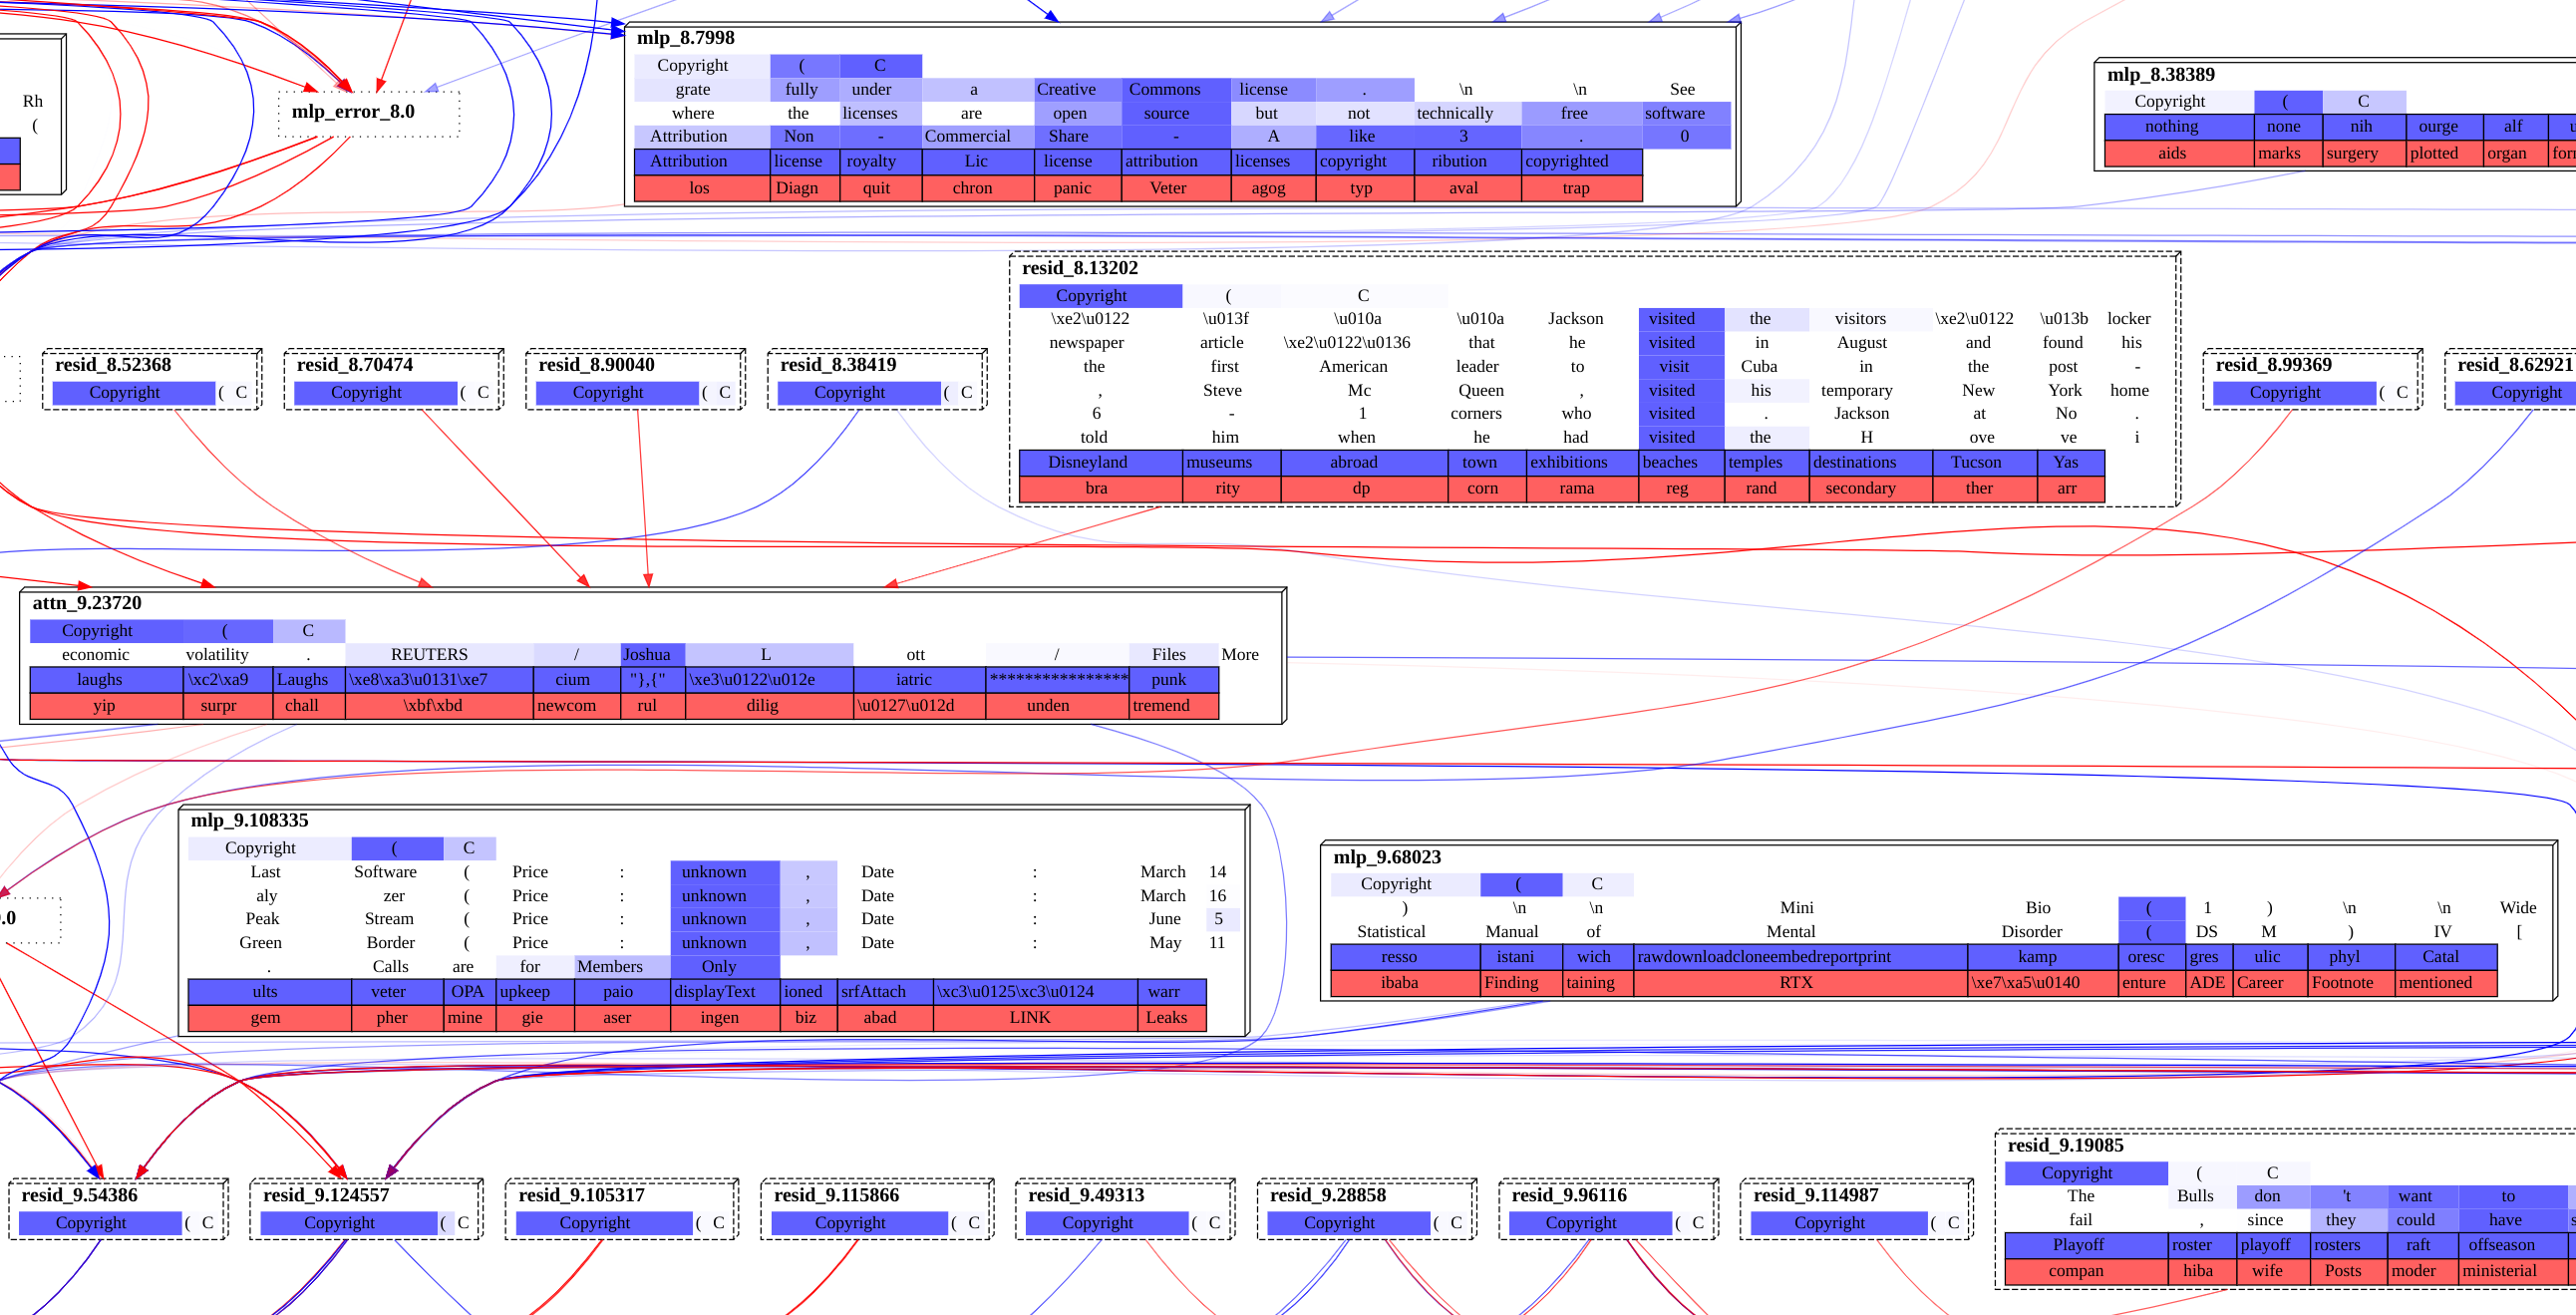 Rh
(
mlp_error_8.0
mlp_8.7998
Copyright ( C
grate fully under a Creative Commons license . \n \n See
where the licenses are open source but not technically free software
Attribution Non - Commercial Share - A like 3 . 0
Attribution license royalty Lic license attribution licenses copyright ribution copyrighted
los Diagn quit chron panic Veter agog typ aval trap
mlp_8.38389
Copyright ( C
nothing none nih ourge alf
aids marks surgery plotted organ
resid_8.13202
Copyright ( C
\xe2\u0122 \u013f \u010a \u010a Jackson visited the visitors \xe2\u0122 \u013b locker
newspaper article \xe2\u0122\u0136 that he visited in August and found his
the first American leader to visit Cuba in the post -
, Steve Mc Queen , visited his temporary New York home
6 - 1 corners who visited . Jackson at No .
told him when he had visited the H ove ve i
Disneyland museums abroad town exhibitions beaches temples destinations Tucson Yas
bra rity dp corn rama reg rand secondary ther arr
resid_8.52368
Copyright ( C
resid_8.70474
Copyright ( C
resid_8.90040
Copyright ( C
resid_8.38419
Copyright ( C
resid_8.99369
Copyright ( C
resid_8.62921
Copyright
attn_9.23720
Copyright ( C
economic volatility . REUTERS / Joshua L ott / Files More
laughs \xc2\xa9 Laughs \xe8\xa3\u0131\xe7 cium "},{" \xe3\u0122\u012e iatric **************** punk
yip surpr chall \xbf\xbd newcom rul dilig \u0127\u012d unden tremend
mlp_9.108335
Copyright ( C
Last Software ( Price : unknown , Date : March 14
aly zer ( Price : unknown , Date : March 16
Peak Stream ( Price : unknown , Date : June 5
Green Border ( Price : unknown , Date : May 11
. Calls are for Members Only
ults veter OPA upkeep paio displayText ioned srfAttach \xc3\u0125\xc3\u0124 warr
gem pher mine gie aser ingen biz abad LINK Leaks
mlp_9.68023
Copyright ( C
) \n \n Mini Bio ( 1 ) \n \n Wide
Statistical Manual of Mental Disorder ( DS M ) IV [
resso istani wich rawdownloadcloneembedreportprint kamp oresc gres ulic phyl Catal
ibaba Finding taining RTX \xe7\xa5\u0140 enture ADE Career Footnote mentioned
.0
resid_9.54386
Copyright ( C
resid_9.124557
Copyright ( C
resid_9.105317
Copyright ( C
resid_9.115866
Copyright ( C
resid_9.49313
Copyright ( C
resid_9.28858
Copyright ( C
resid_9.96116
Copyright ( C
resid_9.114987
Copyright ( C
resid_9.19085
Copyright ( C
The Bulls don 't want to
fail , since they could have
Playoff roster playoff rosters raft offseason
compan hiba wife Posts moder ministerial